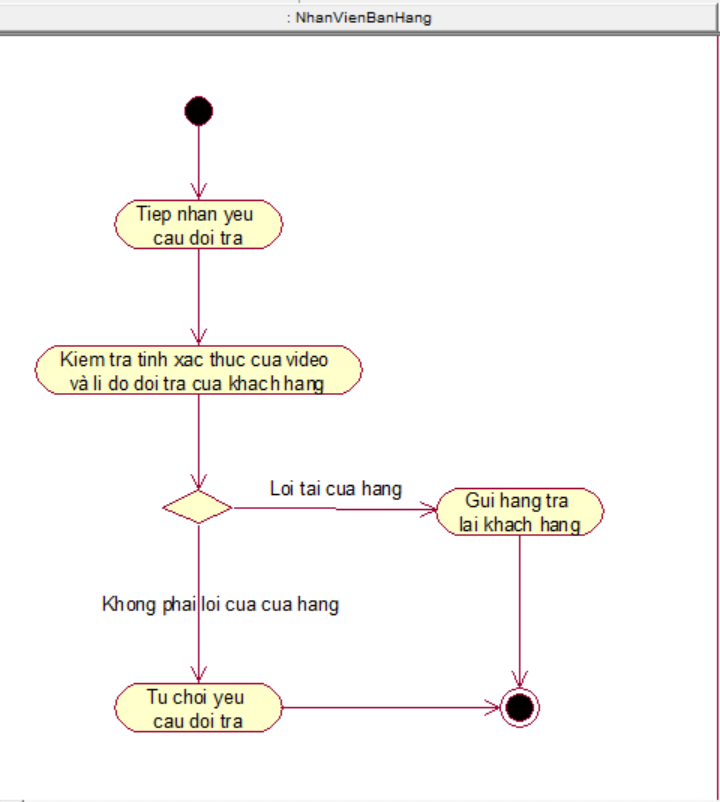 : NhanVienBanHang
Tiep nhan yeu
cau doi tra
Kiem tra tinh xac thuc cua video
và li do doi tra cua khach hang
Loi tai cua hang
Gui hang tra
lai khach hang
Khong phai loi cua cua hang
Tu choi yeu
cau doi tra